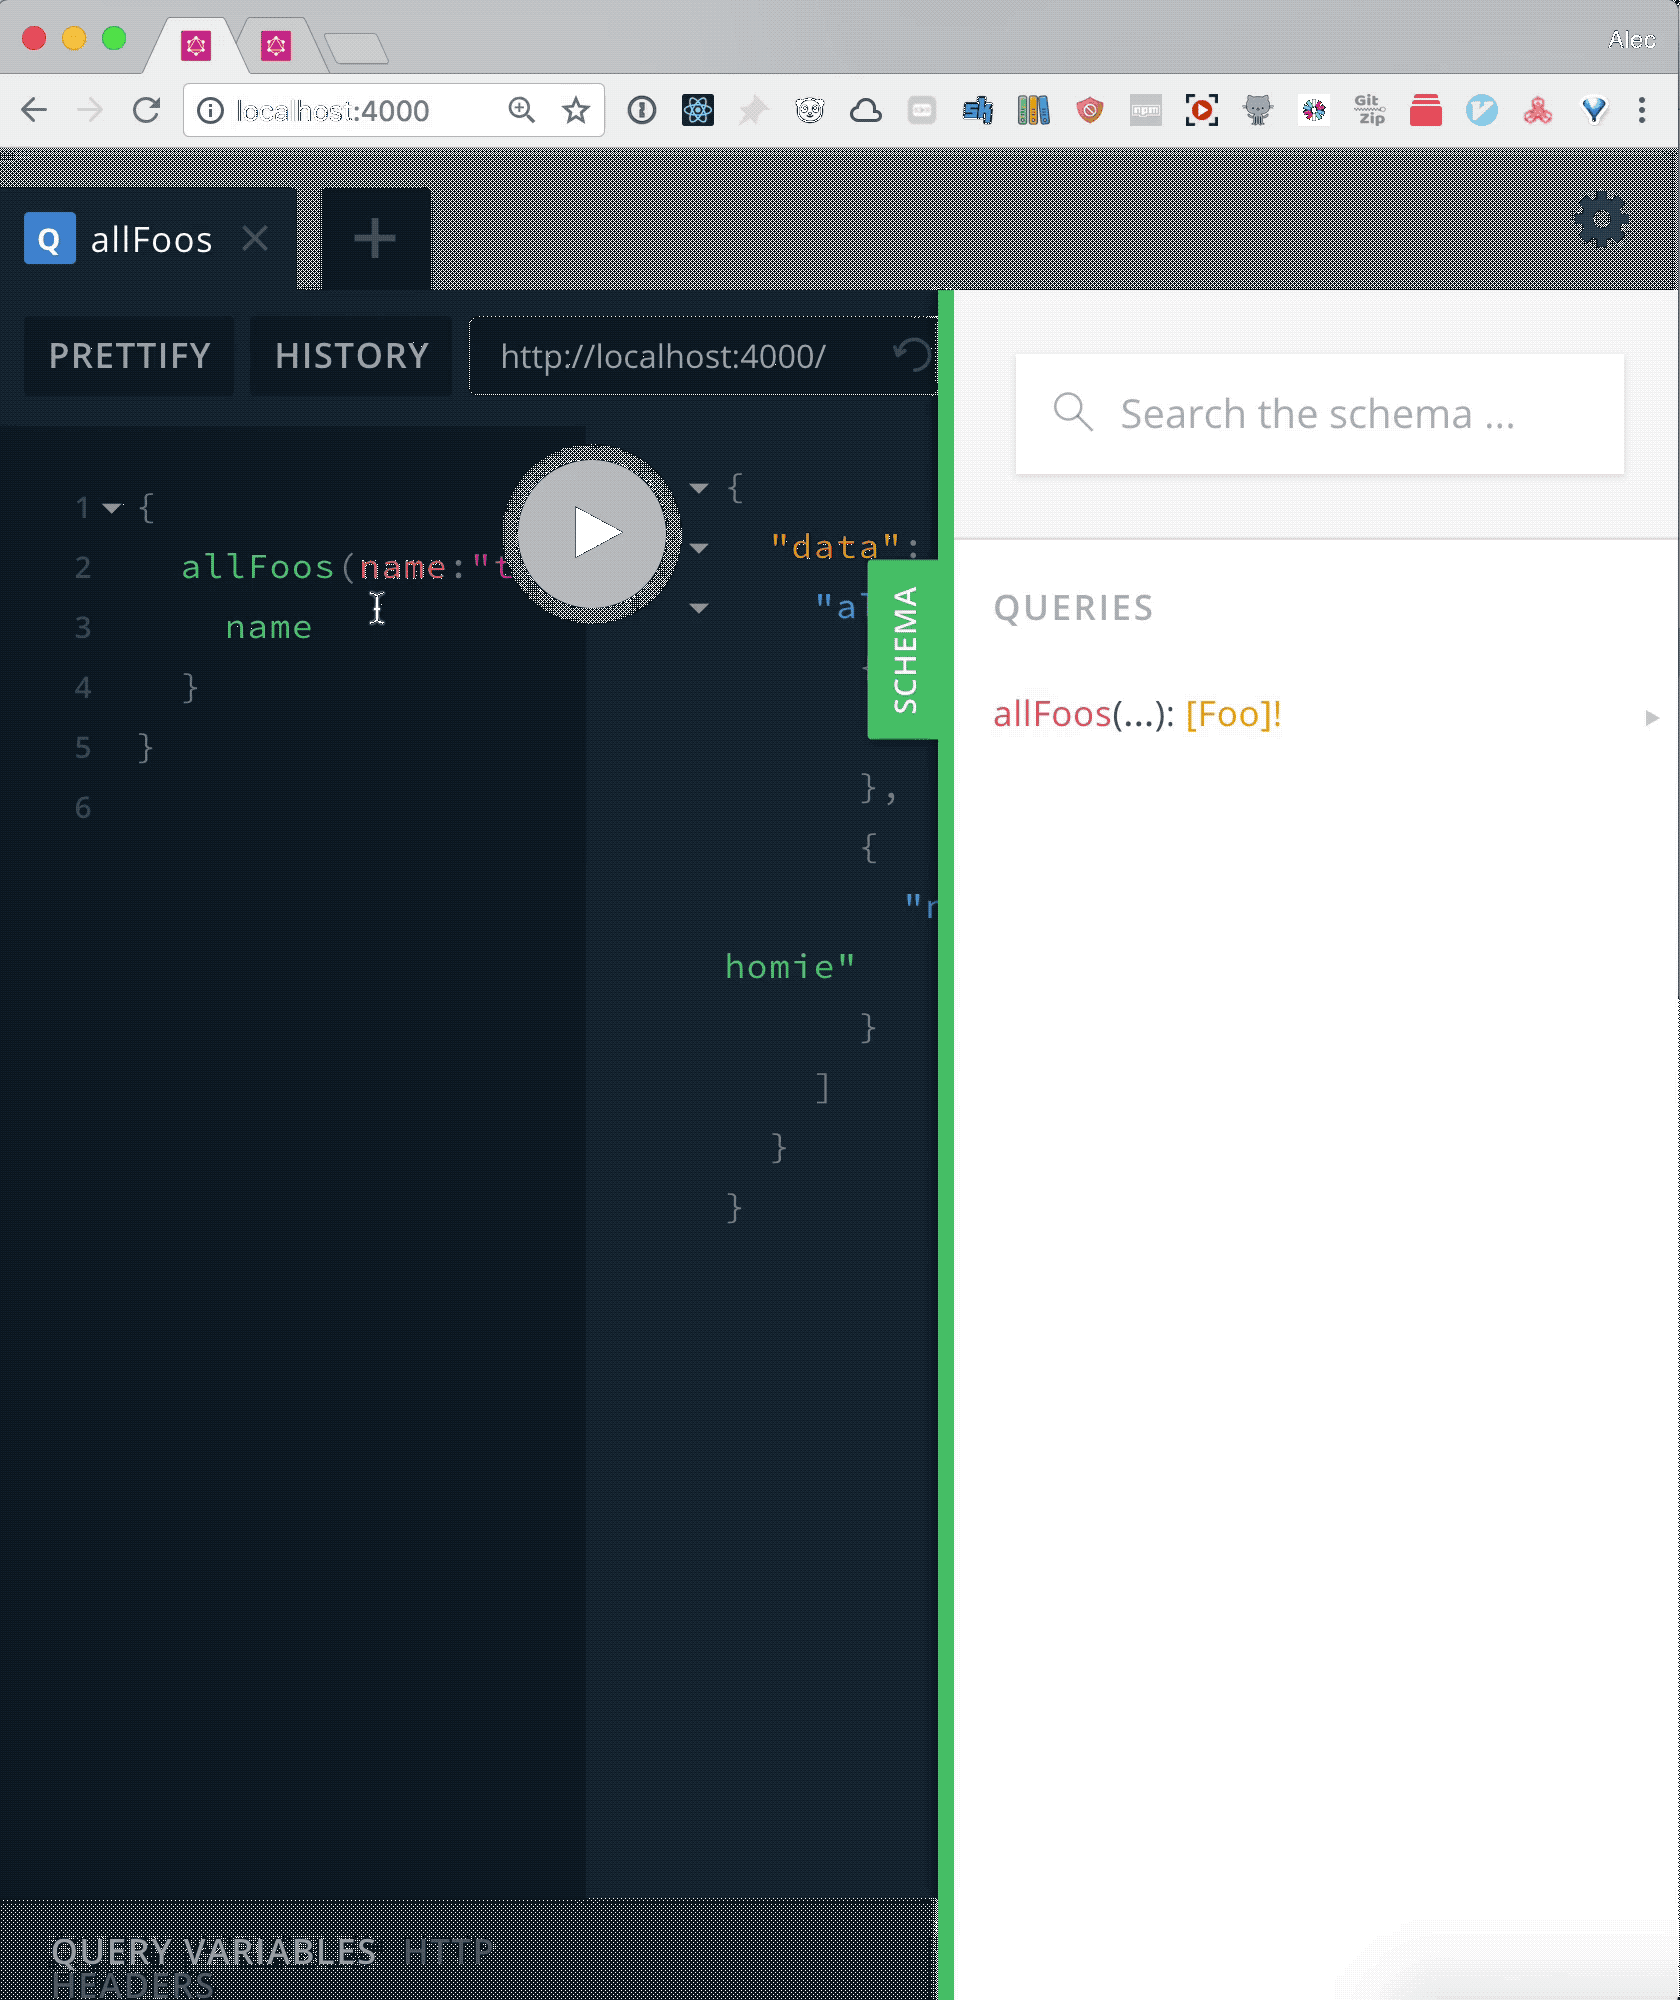 Alec
localhost:4000
npm
Git Zip
Q allFoos
PRETTIFY HISTORY http://localhost:4000/
Search the schema ...
1 {
2 allFoos(name:"t
3 name
4 }
5 }
6
{
"data":
"al
{
},
{
homie"
}
]
}
}
SCHEMA
QUERIES
allFoos(...): [Foo]!
QUERY VARIABLES HTTP
HEADERS